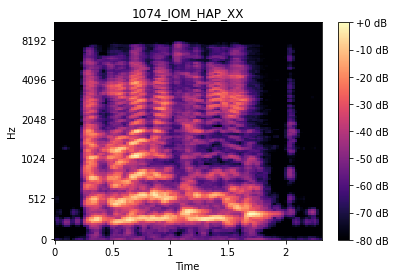 1074_IOM_HAP_XX
+0 dB
8192
-10 dB
4096
-20 dB
-30 dB
2048
Hz
-40 dB
1024
-50 dB
512
-60 dB
-70 dB
0
-80 dB
0
0.5
1
1.5
2
Time